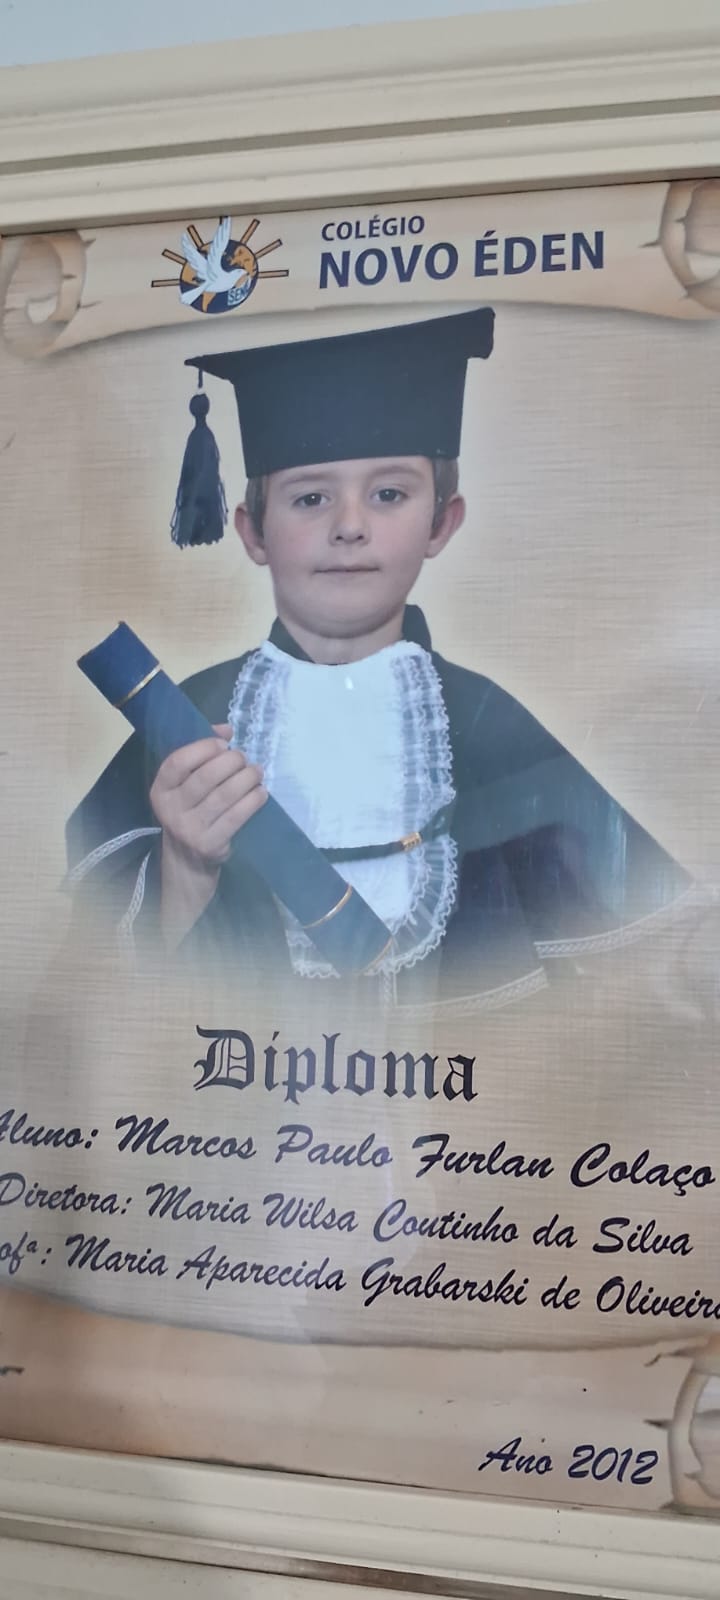 COLÉGIO
NOVO ÉDEN
Diploma
Aluno: Marcos Paulo Furlan Colaço
Diretora: Maria Wilsa Coutinho da Silva
ofª: Maria Aparecida Grabarski de Oliveira
Ano 2012